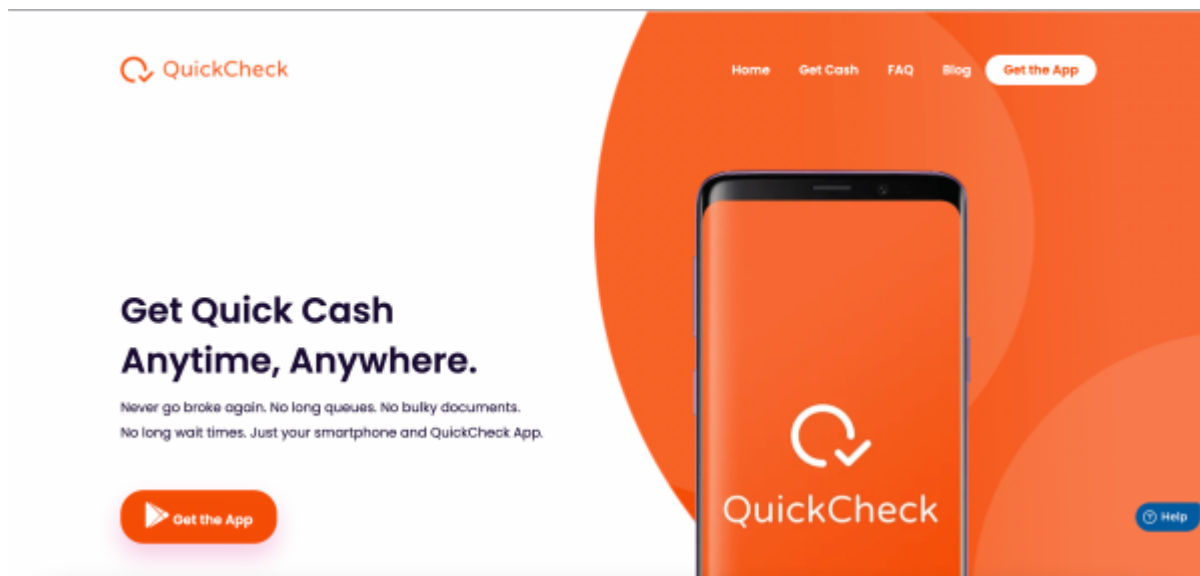 QuickCheck
Home Get Cash FAQ Blog Get the App
Get Quick Cash
Anytime, Anywhere.
Never go broke again. No long queues. No bulky documents.
No long wait times. Just your smartphone and QuickCheck App.
Get the App
QuickCheck
Help